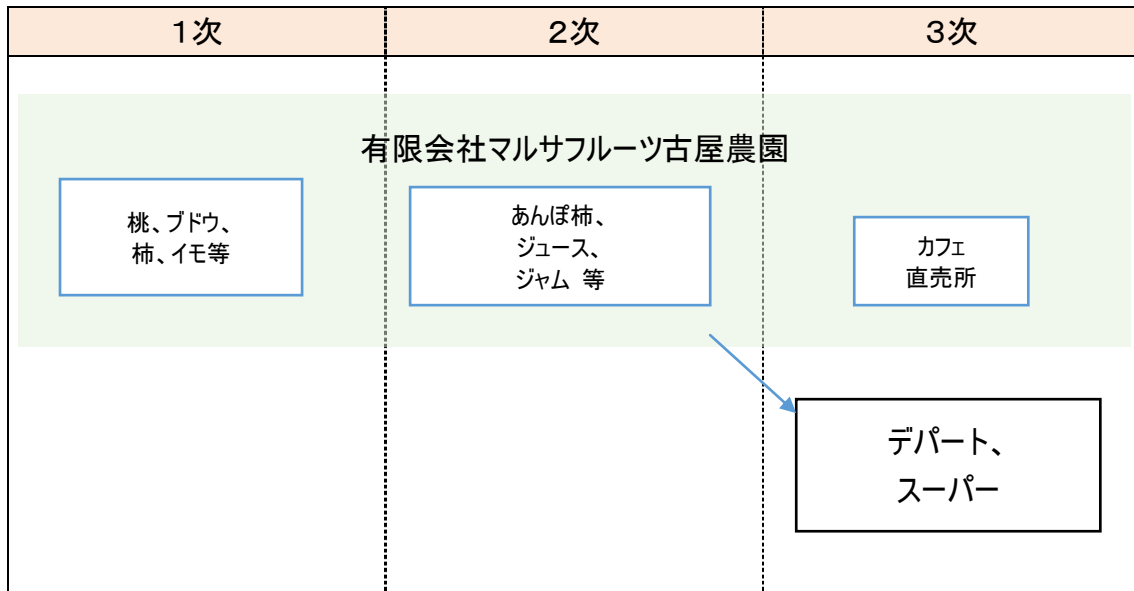 1次
2次
3次
有限会社マルサフルーツ古屋農園
桃、ブドウ、
柿、イモ等
あんぽ柿、
ジュース、
ジャム 等
カフェ
直売所
デパート、
スーパー